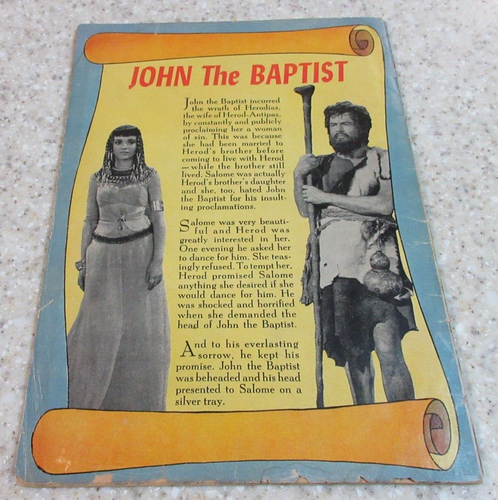 JOHN The BAPTIST
John the Baptist incurred
the wrath of Herodias,
the wife of Herod-Antipas,
by constantly and publicly
proclaiming her a woman
of sin. This was because
she had been married to
Herod's brother before
coming to live with Herod
—while the brother still
lived. Salome was actually
Herod's brother's daughter
and she, too, hated John
the Baptist for his insult-
ing proclamations.
Salome was very beauti-
ful and Herod was
greatly interested in her.
One evening he asked her
to dance for him. She teas-
ingly refused. To tempt her,
Herod promised Salome
anything she desired if she
would dance for him. He
was shocked and horrified
when she demanded the
head of John the Baptist.
And to his everlasting
sorrow, he kept his
promise. John the Baptist
was beheaded and his head
presented to Salome on a
silver tray.